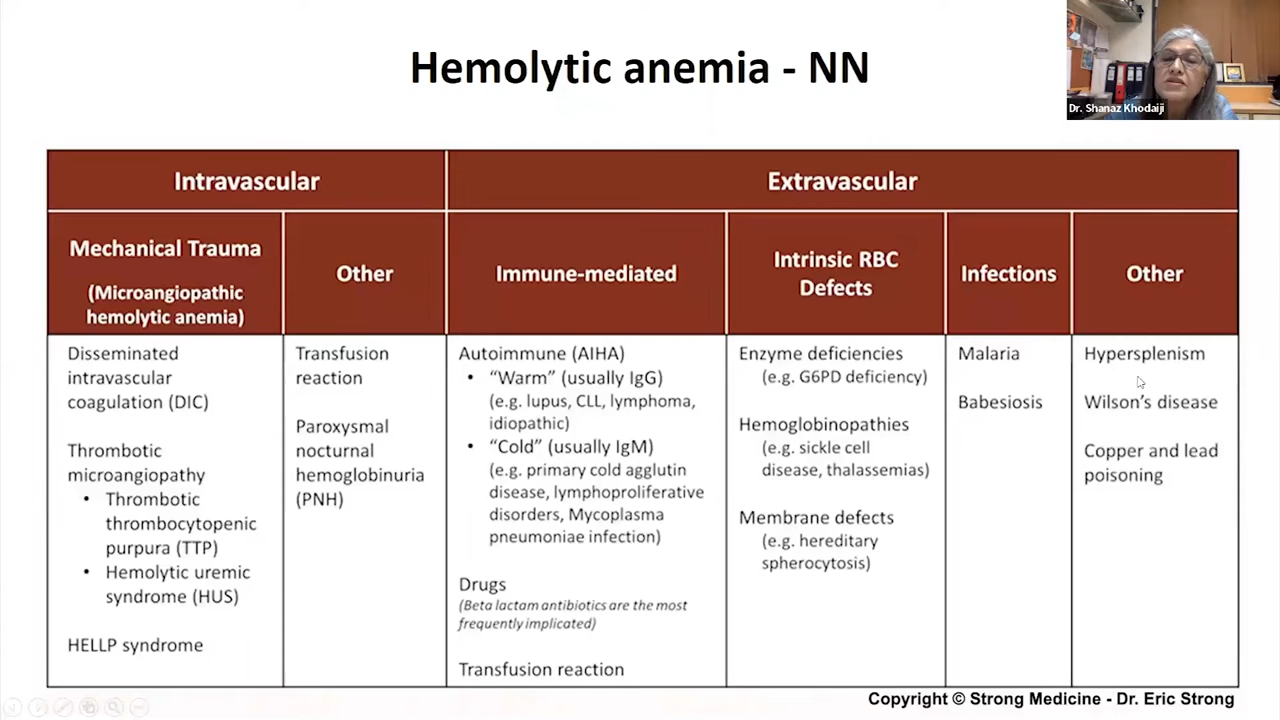 Hemolytic anemia - NN
Dr. Shanaz Khodaiji
Intravascular
Extravascular
Mechanical Trauma
(Microangiopathic
hemolytic anemia)
Other
Immune-mediated
Intrinsic RBC
Defects
Infections
Other
Disseminated
intravascular
coagulation (DIC)
Thrombotic
microangiopathy
• Thrombotic
thrombocytopenic
purpura (TTP)
• Hemolytic uremic
syndrome (HUS)
HELLP syndrome
Transfusion
reaction
Paroxysmal
nocturnal
hemoglobinuria
(PNH)
Autoimmune (AIHA)
• “Warm” (usually IgG)
(e.g. lupus, CLL, lymphoma,
idiopathic)
• “Cold” (usually IgM)
(e.g. primary cold agglutin
disease, lymphoproliferative
disorders, Mycoplasma
pneumoniae infection)
Drugs
(Beta lactam antibiotics are the most
frequently implicated)
Transfusion reaction
Enzyme deficiencies
(e.g. G6PD deficiency)
Hemoglobinopathies
(e.g. sickle cell
disease, thalassemias)
Membrane defects
(e.g. hereditary
spherocytosis)
Malaria
Babesiosis
Hypersplenism
Wilson’s disease
Copper and lead
poisoning
Copyright © Strong Medicine - Dr. Eric Strong